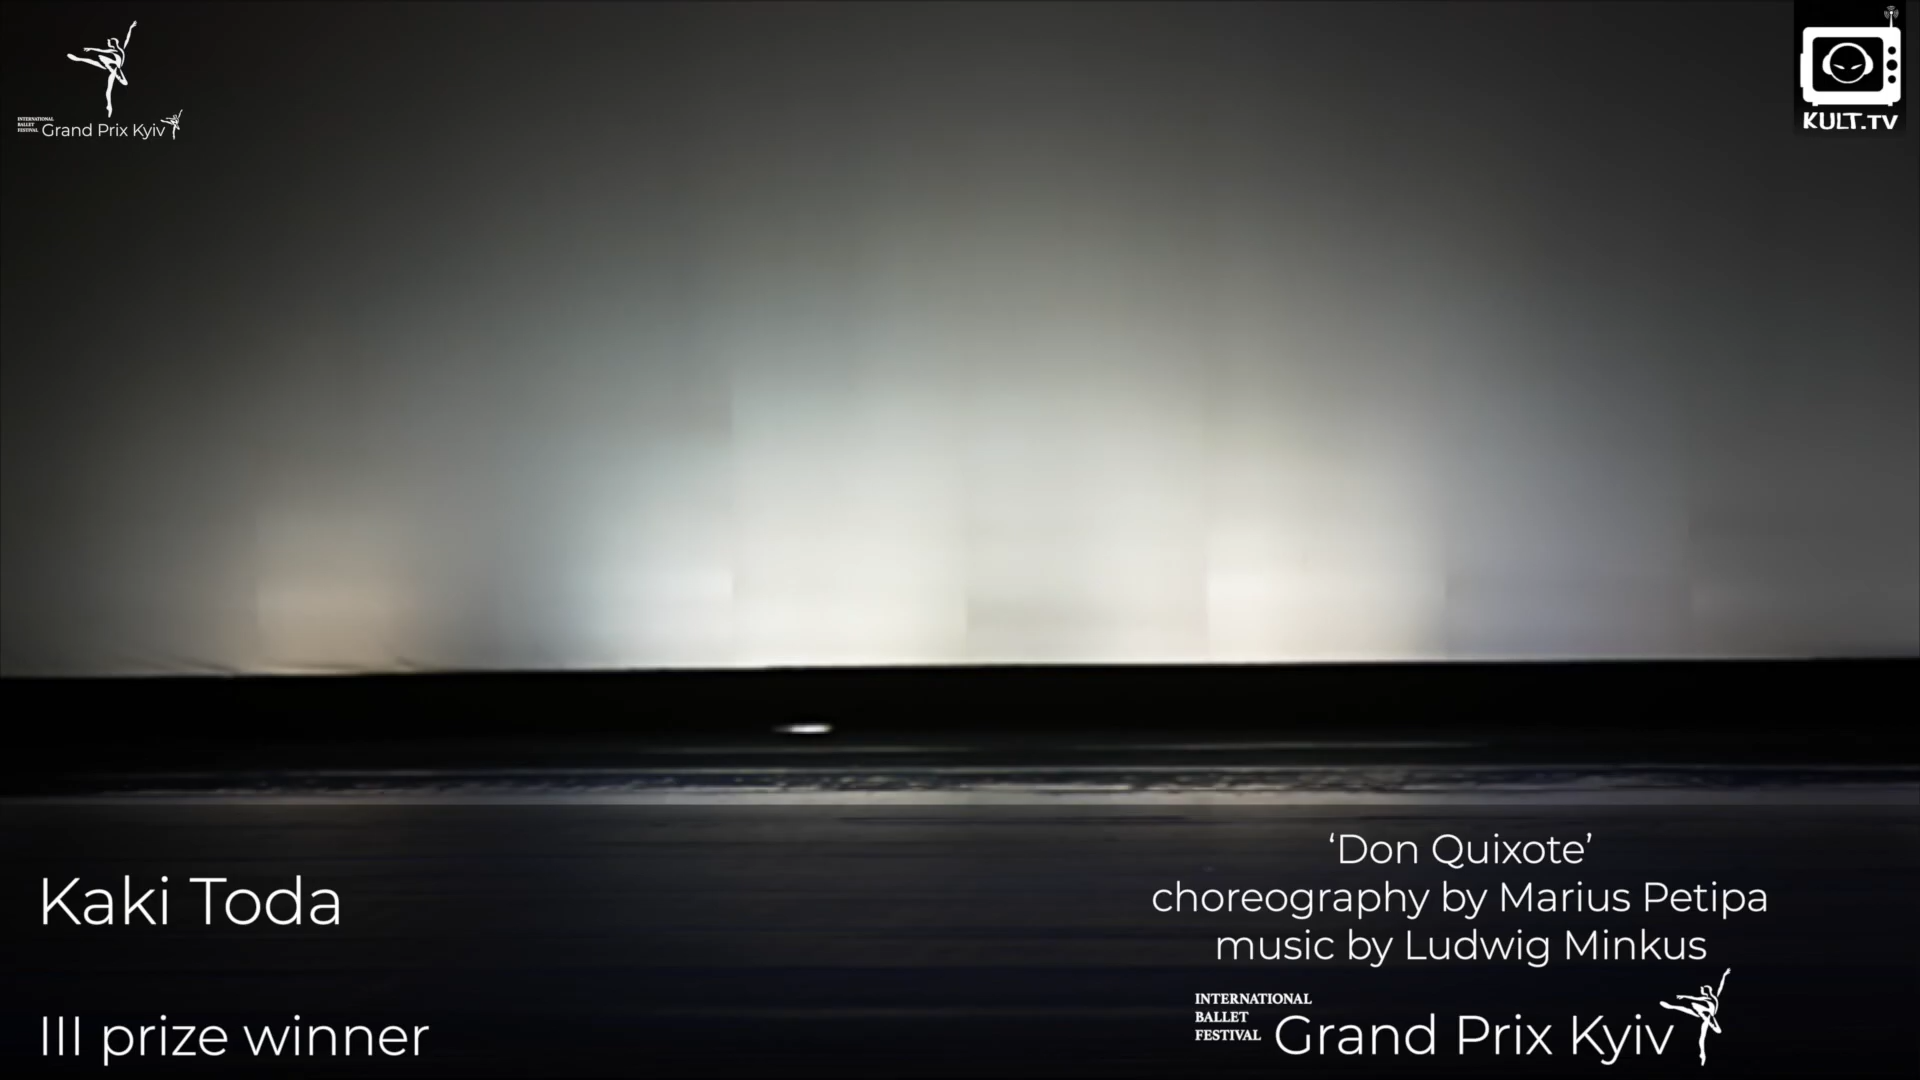 INTERNATIONAL
BALLET
FESTIVAL
Grand Prix Kyiv
KULT.TV
‘Don Quixote’
choreography by Marius Petipa
music by Ludwig Minkus
Kaki Toda
III prize winner
INTERNATIONAL
BALLET
FESTIVAL
Grand Prix Kyiv